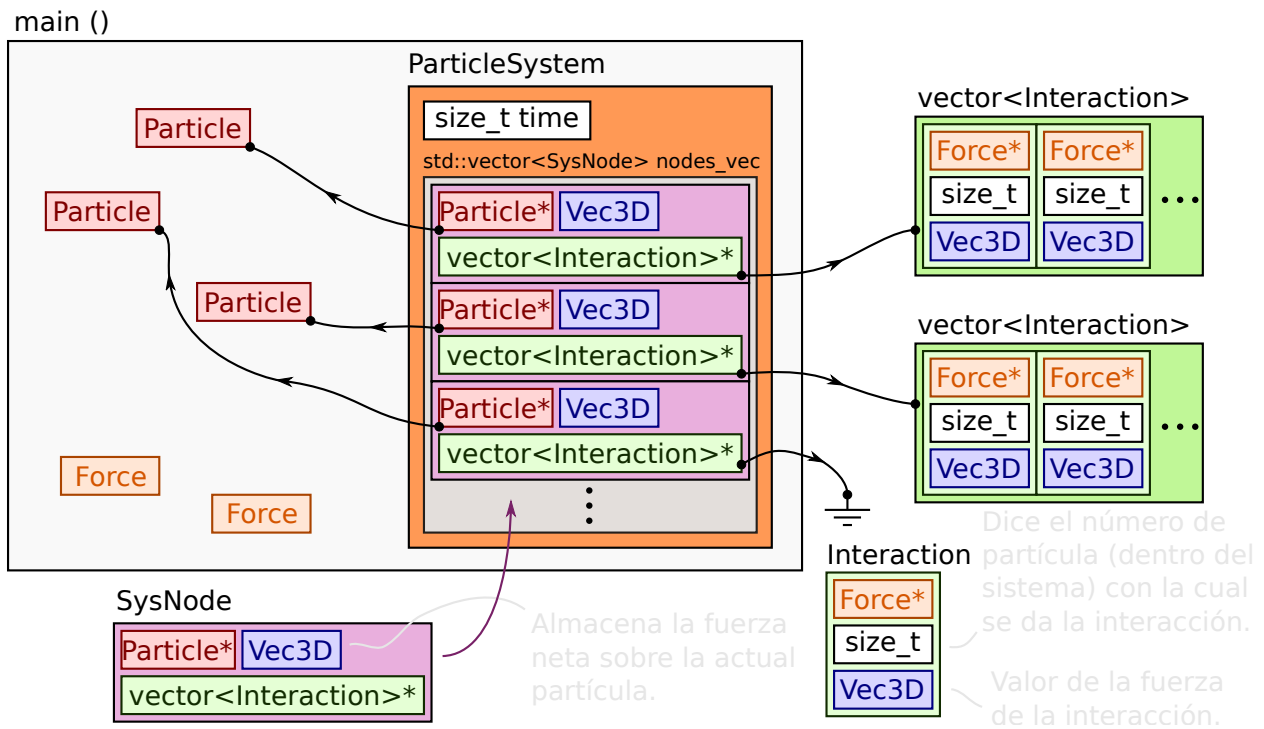 main ()
ParticleSystem
size_t time
std::vector<SysNode> nodes_vec
Particle* Vec3D
vector<Interaction>*
Particle* Vec3D
vector<Interaction>*
Particle* Vec3D
vector<Interaction>*
Particle
Particle
Particle
Force
Force
vector<Interaction>
Force* Force*
size_t size_t
Vec3D Vec3D
...
vector<Interaction>
Force* Force*
size_t size_t
Vec3D Vec3D
...
SysNode
Particle* Vec3D
vector<Interaction>*
Almacena la fuerza
neta sobre la actual
partícula.
Interaction
Force*
size_t
Vec3D
Dice el número de
partícula (dentro del
sistema) con la cual
se da la interacción.
Valor de la fuerza
de la interacción.